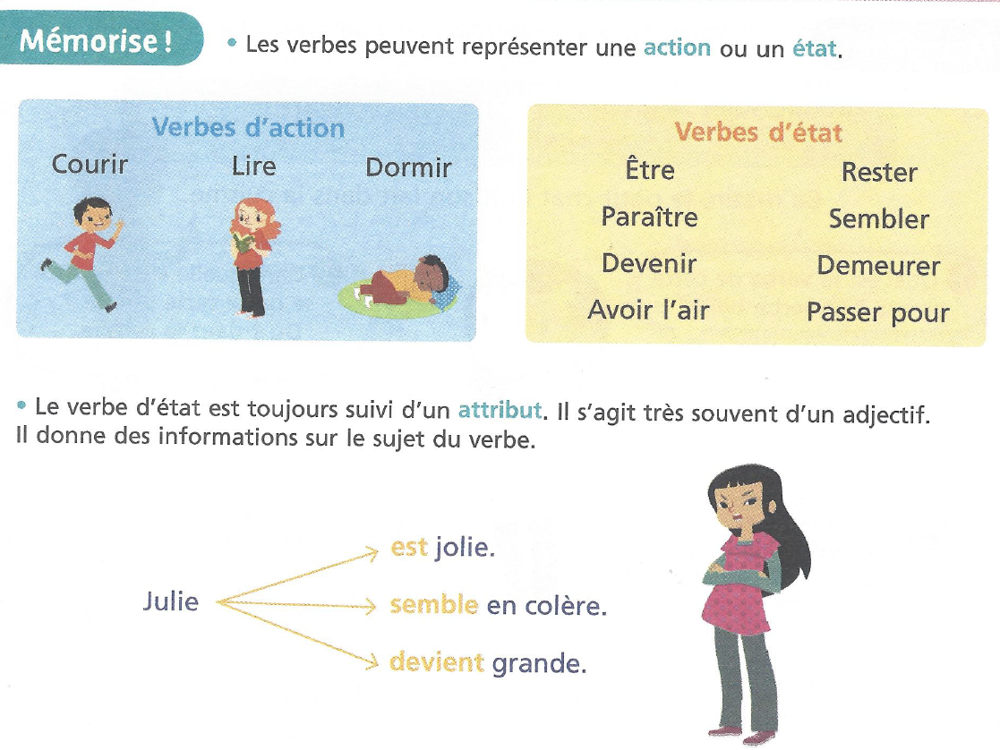 Mémorise !
• Les verbes peuvent représenter une action ou un état.
Verbes d'action
Courir Lire Dormir
Verbes d'état
Être Rester
Paraître Sembler
Devenir Demeurer
Avoir l'air Passer pour
• Le verbe d'état est toujours suivi d'un attribut. Il s'agit très souvent d'un adjectif.
Il donne des informations sur le sujet du verbe.
est jolie.
Julie semble en colère.
devient grande.